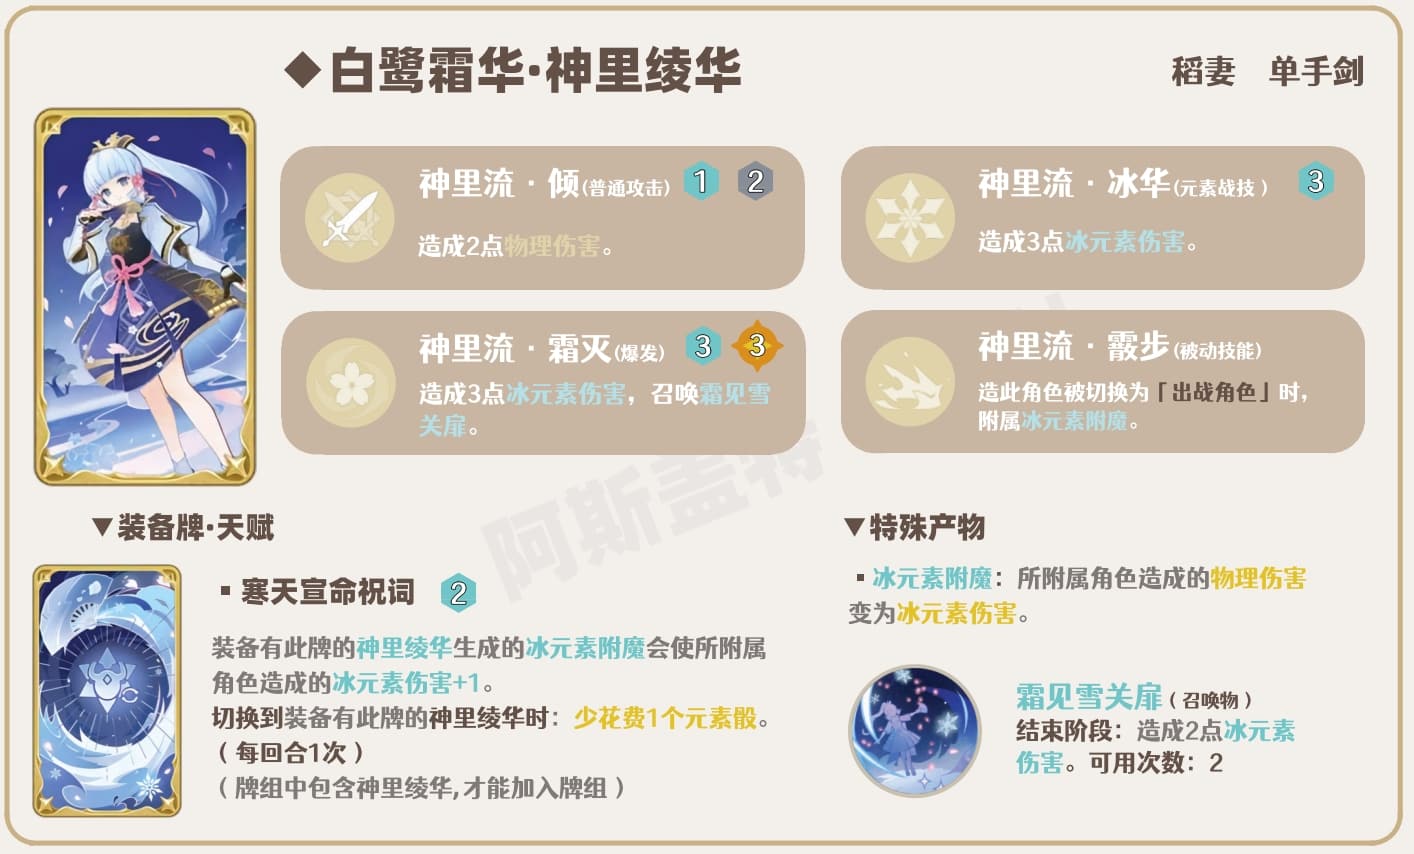 ◆白鹭霜华·神里绫华
稻妻 单手剑
神里流 · 倾(普通攻击) 1 2
造成2点物理伤害。
神里流 · 冰华(元素战技 ) 3
造成3点冰元素伤害。
神里流 · 霜灭(爆发) 3 3
造成3点冰元素伤害，召唤霜见雪
关扉。
神里流 · 霰步(被动技能)
造此角色被切换为「出战角色」时，
附属冰元素附魔。
▼装备牌·天赋
▪寒天宣命祝词 2
装备有此牌的神里绫华生成的冰元素附魔会使所附属
角色造成的冰元素伤害+1。
切换到装备有此牌的神里绫华时：少花费1个元素骰。
（每回合1次）
（牌组中包含神里绫华,才能加入牌组）
▼特殊产物
▪冰元素附魔：所附属角色造成的物理伤害
变为冰元素伤害。
霜见雪关扉（召唤物）
结束阶段：造成2点冰元素
伤害。可用次数：2
阿斯盖特